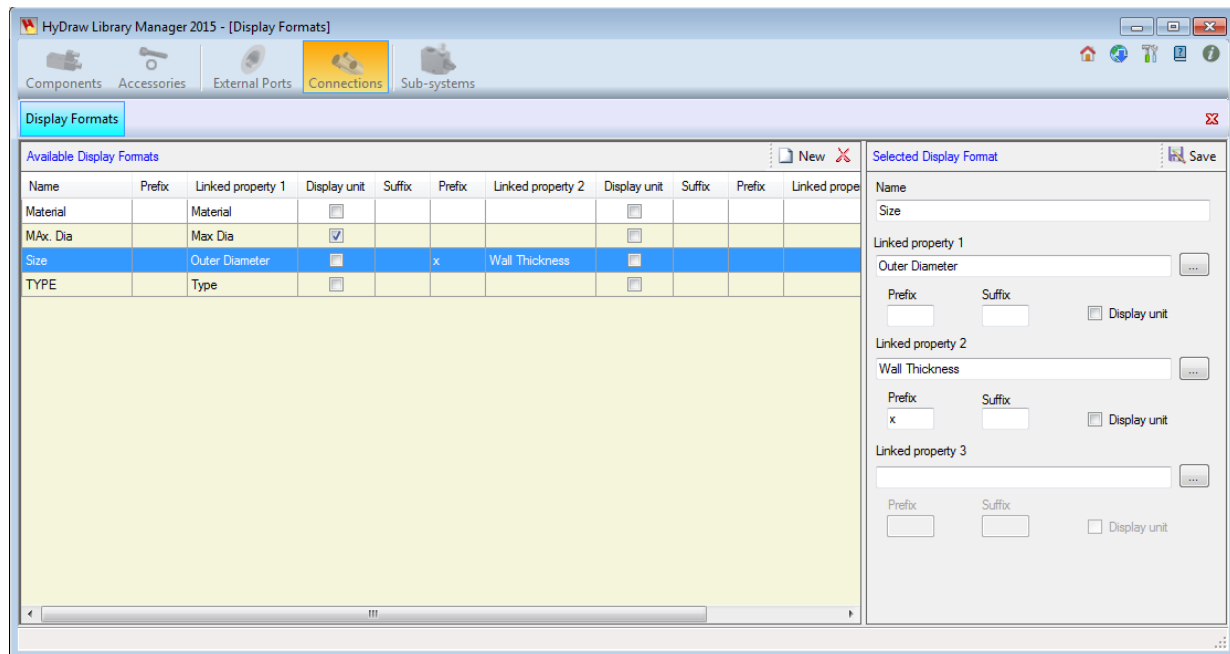 HyDraw Library Manager 2015 - [Display Formats]
Components Accessories External Ports Connections Sub-systems
Display Formats
Available Display Formats New
Name Prefix Linked property 1 Display unit Suffix Prefix Linked property 2 Display unit Suffix Prefix Linked prope
Material Material
MAx. Dia Max Dia
Size Outer Diameter x Wall Thickness
TYPE Type
Selected Display Format Save
Name
Size
Linked property 1
Outer Diameter ...
Prefix Suffix
Display unit
Linked property 2
Wall Thickness ...
Prefix Suffix
x Display unit
Linked property 3
...
Prefix Suffix
Display unit